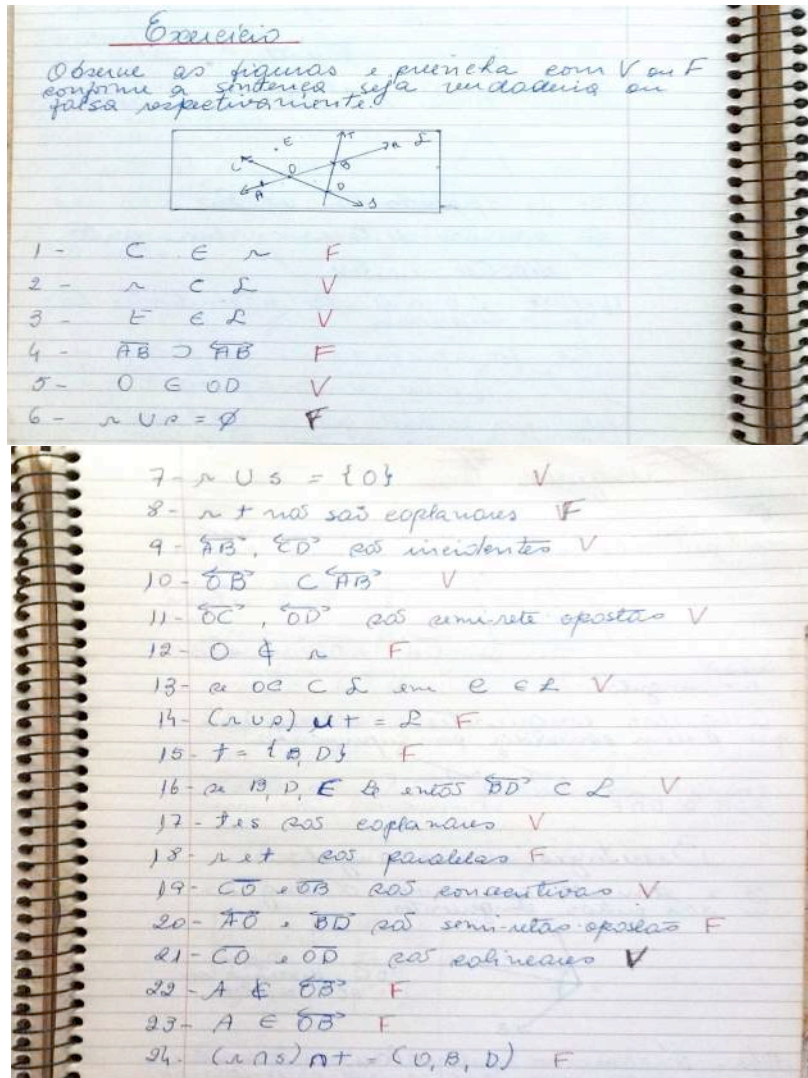 Exercício
Observe as figuras e preencha com V ou F
conforme a sentença seja verdadeira ou
falsa respectivamente.
E t r L
C O B
A D s
1 - C ∈ r F
2 - r ⊂ L V
3 - E ∈ L V
4 - AB ⊃ AB F
5 - O ∈ OD V
6 - r ∪ s = ∅ F
7 - r ∪ s = {O} V
8 - r t não são coplanares F
9 - AB, CD são incidentes V
10 - OB ⊂ AB V
11 - OC, OD são semi-rete opostas V
12 - O ∉ r F
13 - se OC ⊂ L em C ∈ L V
14 - (r ∪ s) ∪ t = L F
15 - t = {B, D} F
16 - se B, D, ∈ L então BD ⊂ L V
17 - t e s são coplanares V
18 - r e t são paralelas F
19 - CO e OB são consecutivas V
20 - AO e BD são semi-retas opostas F
21 - CO e OD são colineares V
22 - A ∉ OB F
23 - A ∈ OB F
24 - (r ∩ s) ∩ t = (O, B, D) F